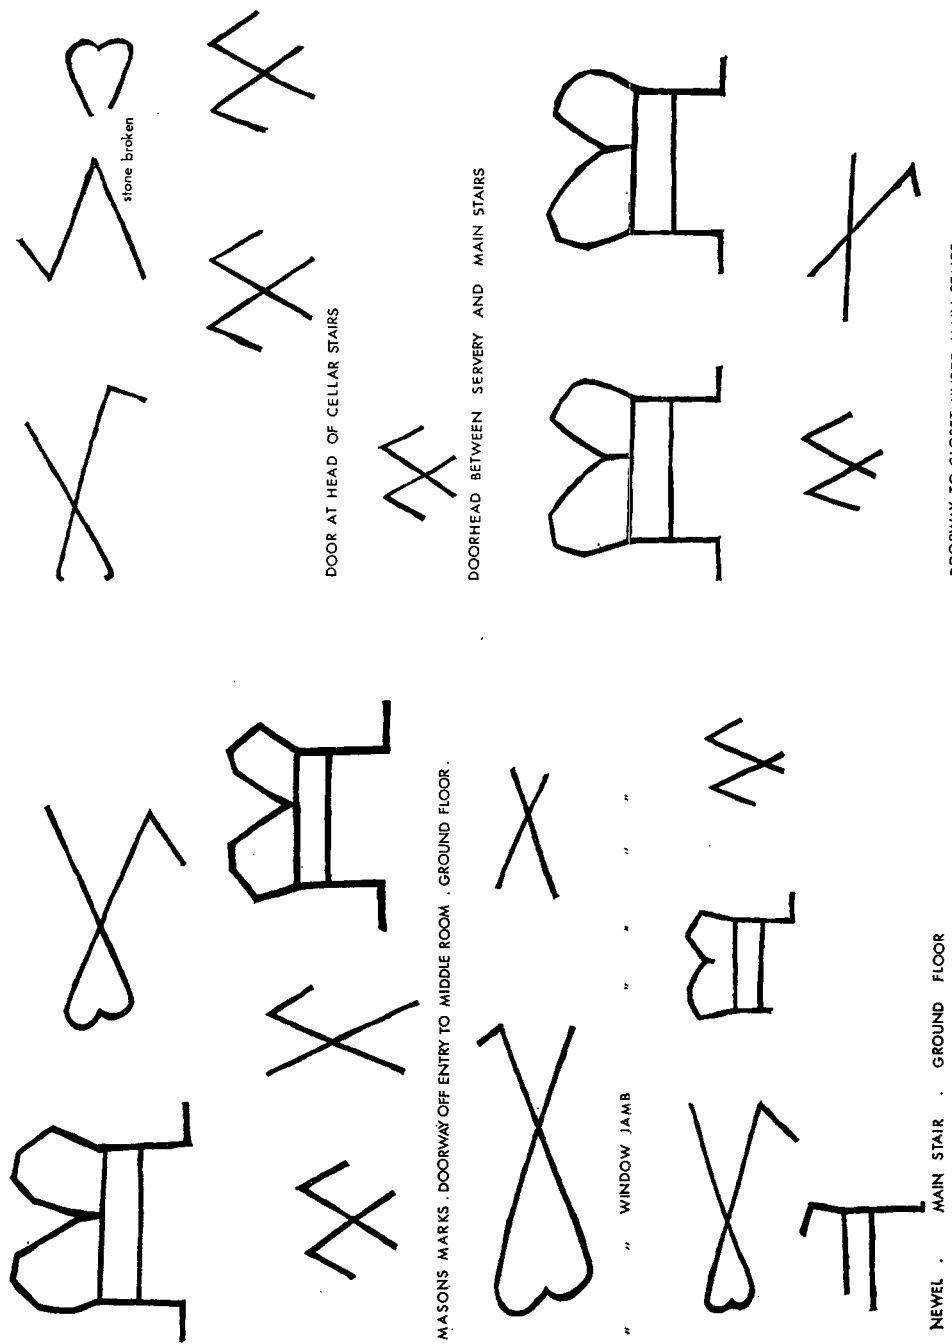 MASONS MARKS . DOORWAY OFF ENTRY TO MIDDLE ROOM . GROUND FLOOR .
" " WINDOW JAMB " " " "
NEWEL . MAIN STAIR . GROUND FLOOR
stone broken
DOOR AT HEAD OF CELLAR STAIRS
DOORHEAD BETWEEN SERVERY AND MAIN STAIRS